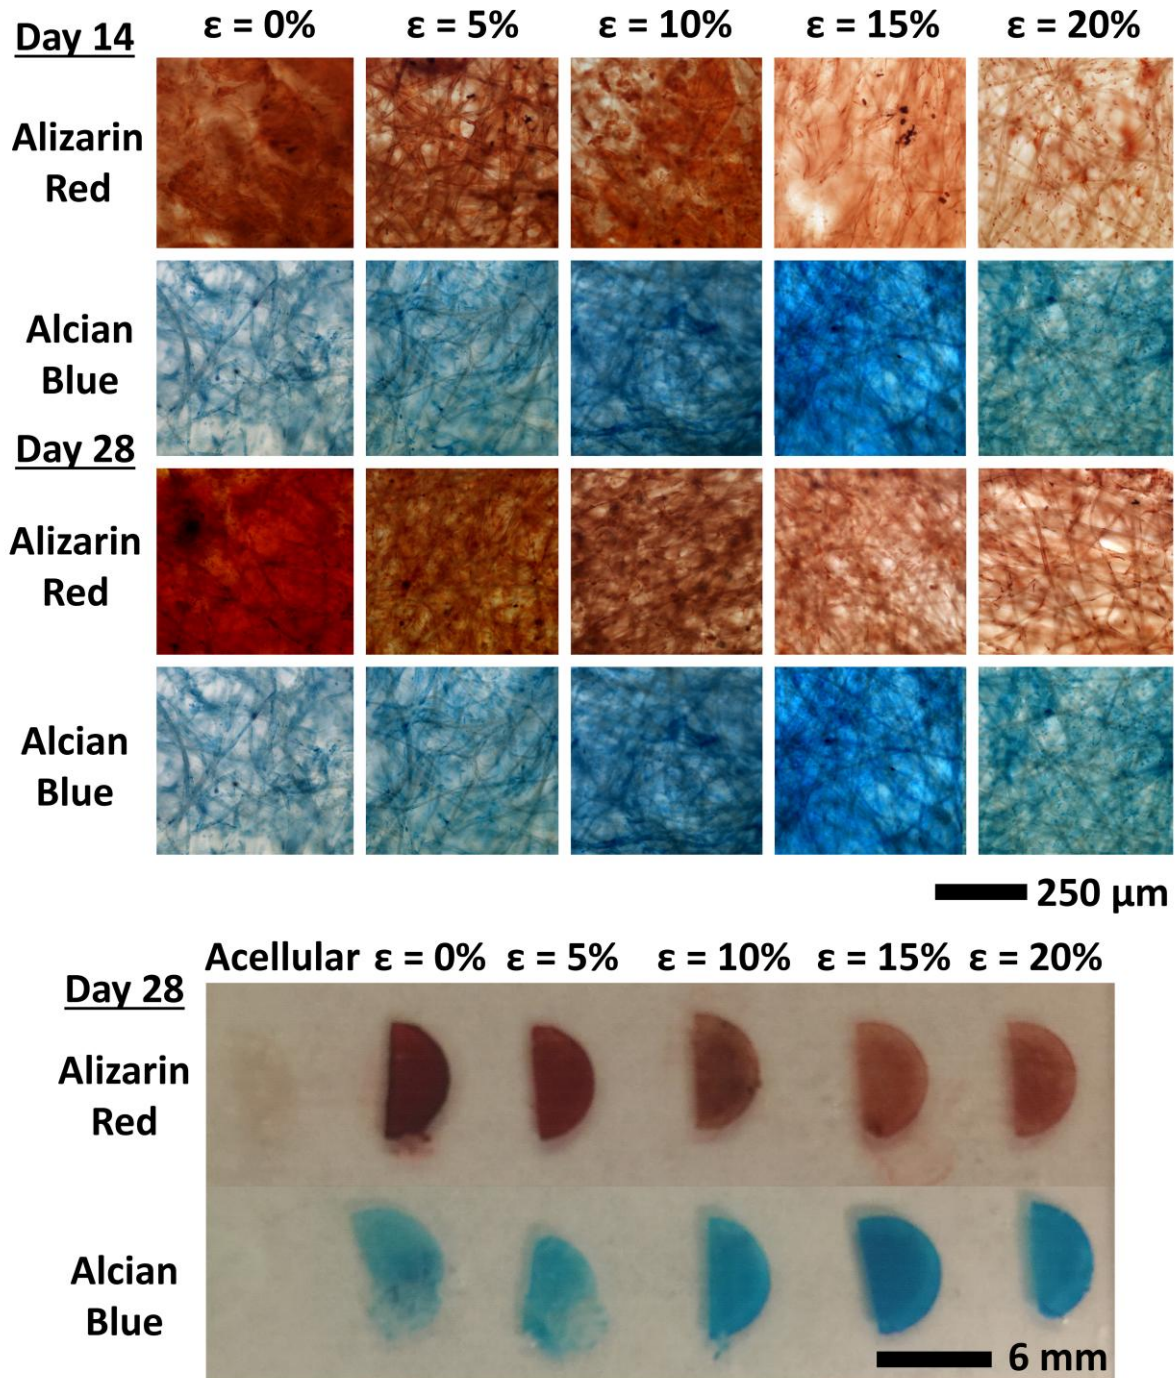 Day 14
ε = 0% ε = 5% ε = 10% ε = 15% ε = 20%
Alizarin
Red
Alcian
Blue
Day 28
Alizarin
Red
Alcian
Blue
250 μm
Acellular ε = 0% ε = 5% ε = 10% ε = 15% ε = 20%
Day 28
Alizarin
Red
Alcian
Blue
6 mm